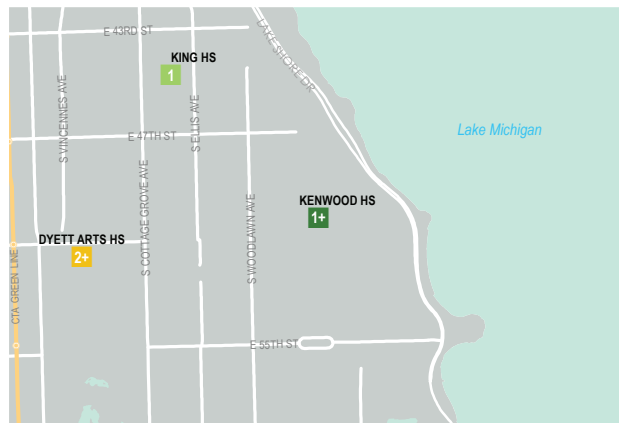 E 43RD ST
LAKE SHORE DR
KING HS
1
S VINCENNES AVE
S ELLIS AVE
E 47TH ST
Lake Michigan
S COTTAGE GROVE AVE
S WOODLAWN AVE
KENWOOD HS
1+
DYETT ARTS HS
2+
CTA GREEN LINE
E 55TH ST